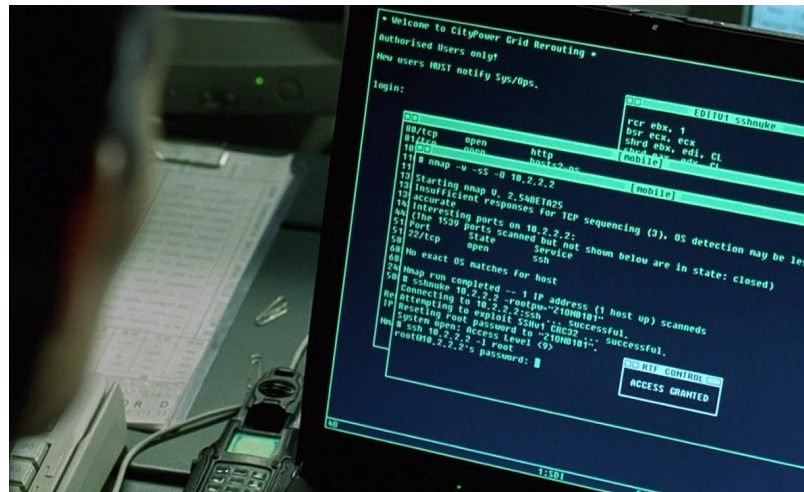 * Welcome to CityPower Grid Rerouting *
Authorised Users only!
New users MUST notify Sys/Ops.
login:
EDITV1 sshnuke
rcr ebx, 1
bsr ecx, ecx
shrd ebx, edi, CL
[mobile]
80/tcp open http
81/tcp open hosts2-ns
[mobile]
# nmap -v -sS -O 10.2.2.2
Starting nmap V. 2.54BETA25
Insufficient responses for TCP sequencing (3), OS detection may be les
accurate
Interesting ports on 10.2.2.2:
(The 1539 ports scanned but not shown below are in state: closed)
Port State Service
22/tcp open ssh
No exact OS matches for host
Nmap run completed -- 1 IP address (1 host up) scanneds
# sshnuke 10.2.2.2 -rootpw="Z1ON0101"
Connecting to 10.2.2.2:ssh ... successful.
Attempting to exploit SSHv1 CRC32 ... successful.
Reseting root password to "Z1ON0101".
System open: Access Level <9>
# ssh 10.2.2.2 -l root
root@10.2.2.2's password:
RTF CONTROL
ACCESS GRANTED